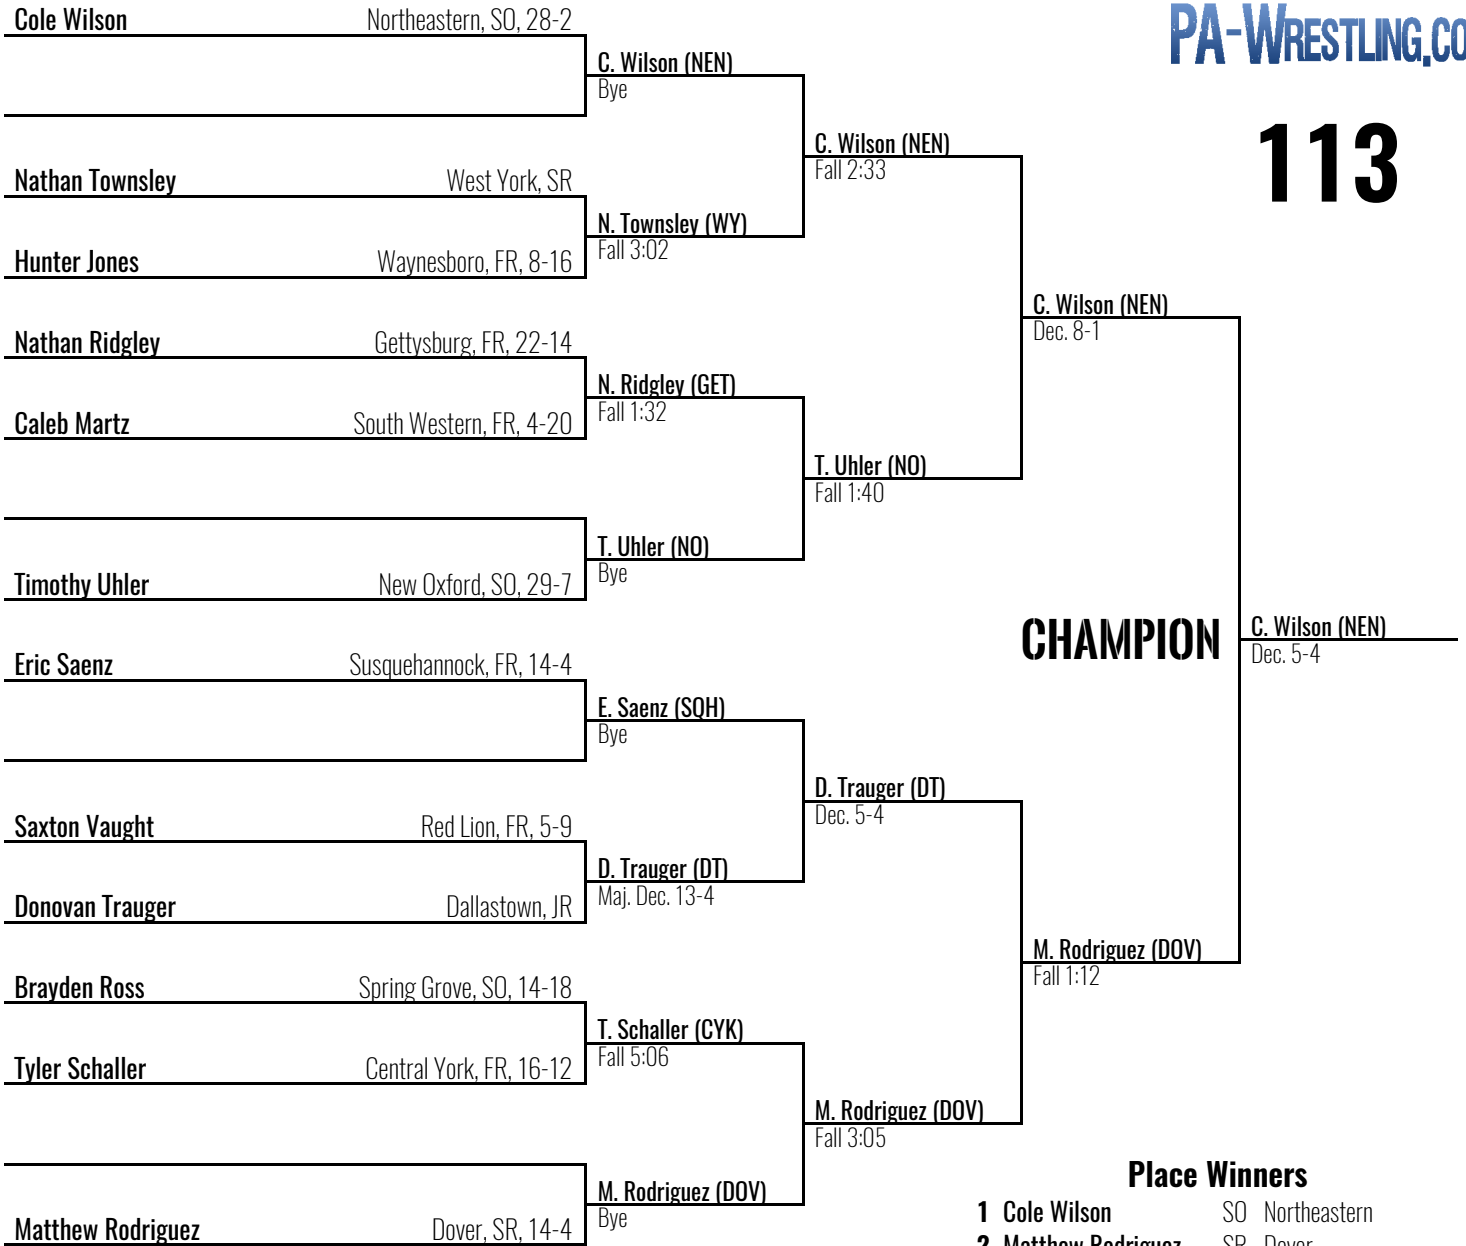 PA-WRESTLING.CO
113
Cole Wilson Northeastern, SO, 28-2
C. Wilson (NEN)
Bye
C. Wilson (NEN)
Fall 2:33
Nathan Townsley West York, SR
N. Townsley (WY)
Fall 3:02
Hunter Jones Waynesboro, FR, 8-16
C. Wilson (NEN)
Dec. 8-1
Nathan Ridgley Gettysburg, FR, 22-14
N. Ridgley (GET)
Fall 1:32
Caleb Martz South Western, FR, 4-20
T. Uhler (NO)
Fall 1:40
T. Uhler (NO)
Bye
Timothy Uhler New Oxford, SO, 29-7
CHAMPION
C. Wilson (NEN)
Dec. 5-4
Eric Saenz Susquehannock, FR, 14-4
E. Saenz (SQH)
Bye
D. Trauger (DT)
Dec. 5-4
Saxton Vaught Red Lion, FR, 5-9
D. Trauger (DT)
Maj. Dec. 13-4
Donovan Trauger Dallastown, JR
M. Rodriguez (DOV)
Fall 1:12
Brayden Ross Spring Grove, SO, 14-18
T. Schaller (CYK)
Fall 5:06
Tyler Schaller Central York, FR, 16-12
M. Rodriguez (DOV)
Fall 3:05
M. Rodriguez (DOV)
Bye
Matthew Rodriguez Dover, SR, 14-4
Place Winners
1 Cole Wilson SO Northeastern
2 Matthew Rodriguez SR Dover